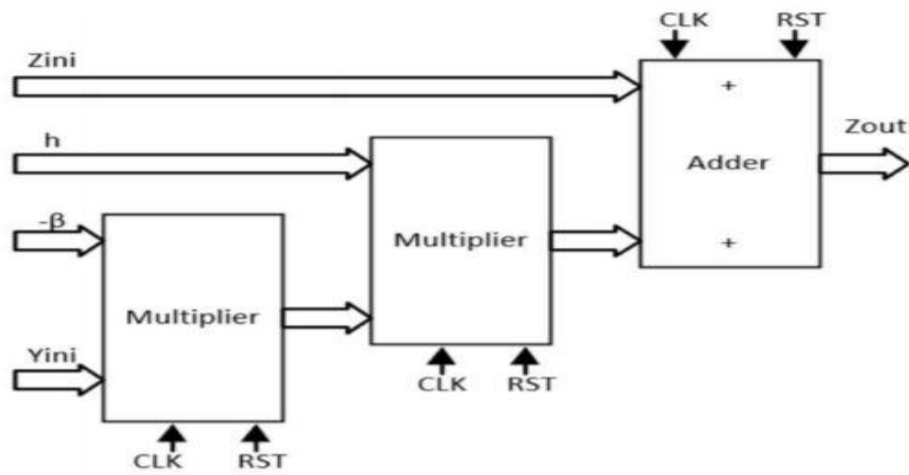 CLK RST
Zini
+
Zout
h
Adder
-β
Multiplier
+
Multiplier
Yini
CLK RST
CLK RST